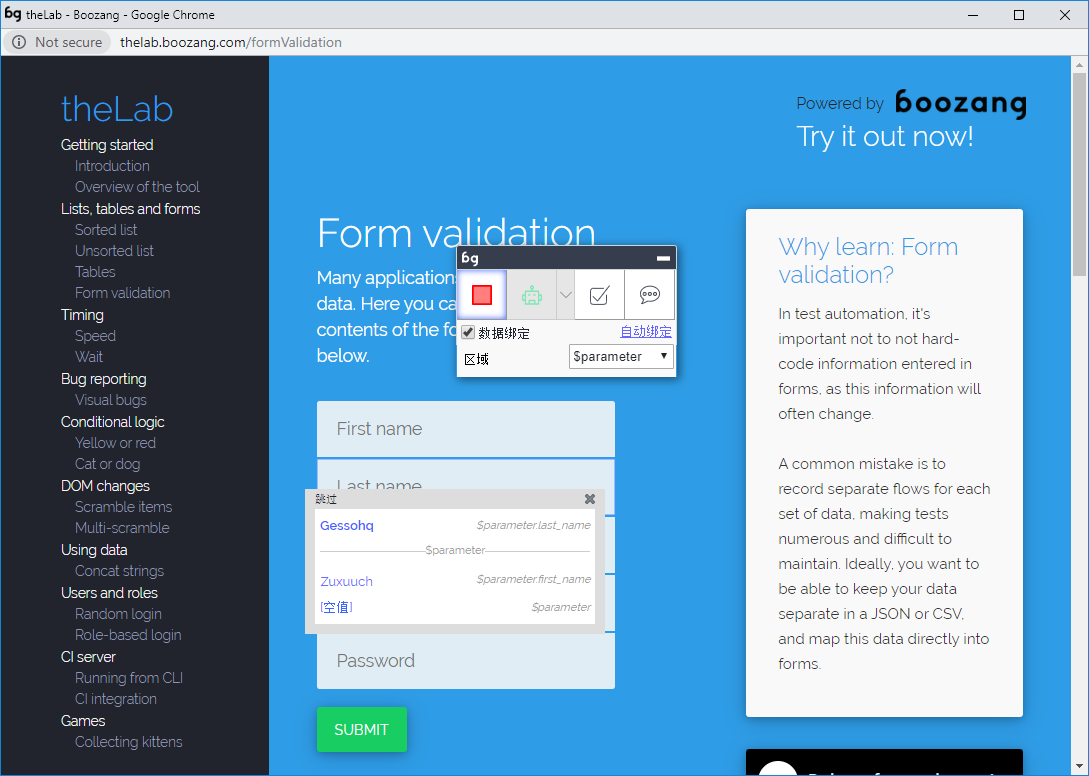 bg theLab - Boozang - Google Chrome
Not secure thelab.boozang.com/formValidation
theLab
Getting started
Introduction
Overview of the tool
Lists, tables and forms
Sorted list
Unsorted list
Tables
Form validation
Timing
Speed
Wait
Bug reporting
Visual bugs
Conditional logic
Yellow or red
Cat or dog
DOM changes
Scramble items
Multi-scramble
Using data
Concat strings
Users and roles
Random login
Role-based login
CI server
Running from CLI
CI integration
Games
Collecting kittens
Powered by boozang
Try it out now!
Form validation
Many applications
data. Here you ca
contents of the fo
below.
bg
数据绑定 自动绑定
区域 $parameter
First name
Last name
跳过
Gessohq $parameter.last_name
$parameter
Zuxuuch $parameter.first_name
[空值] $parameter
Password
SUBMIT
Why learn: Form
validation?
In test automation, it's
important not to not hard-
code information entered in
forms, as this information will
often change.
A common mistake is to
record separate flows for each
set of data, making tests
numerous and difficult to
maintain. Ideally, you want to
be able to keep your data
separate in a JSON or CSV,
and map this data directly into
forms.